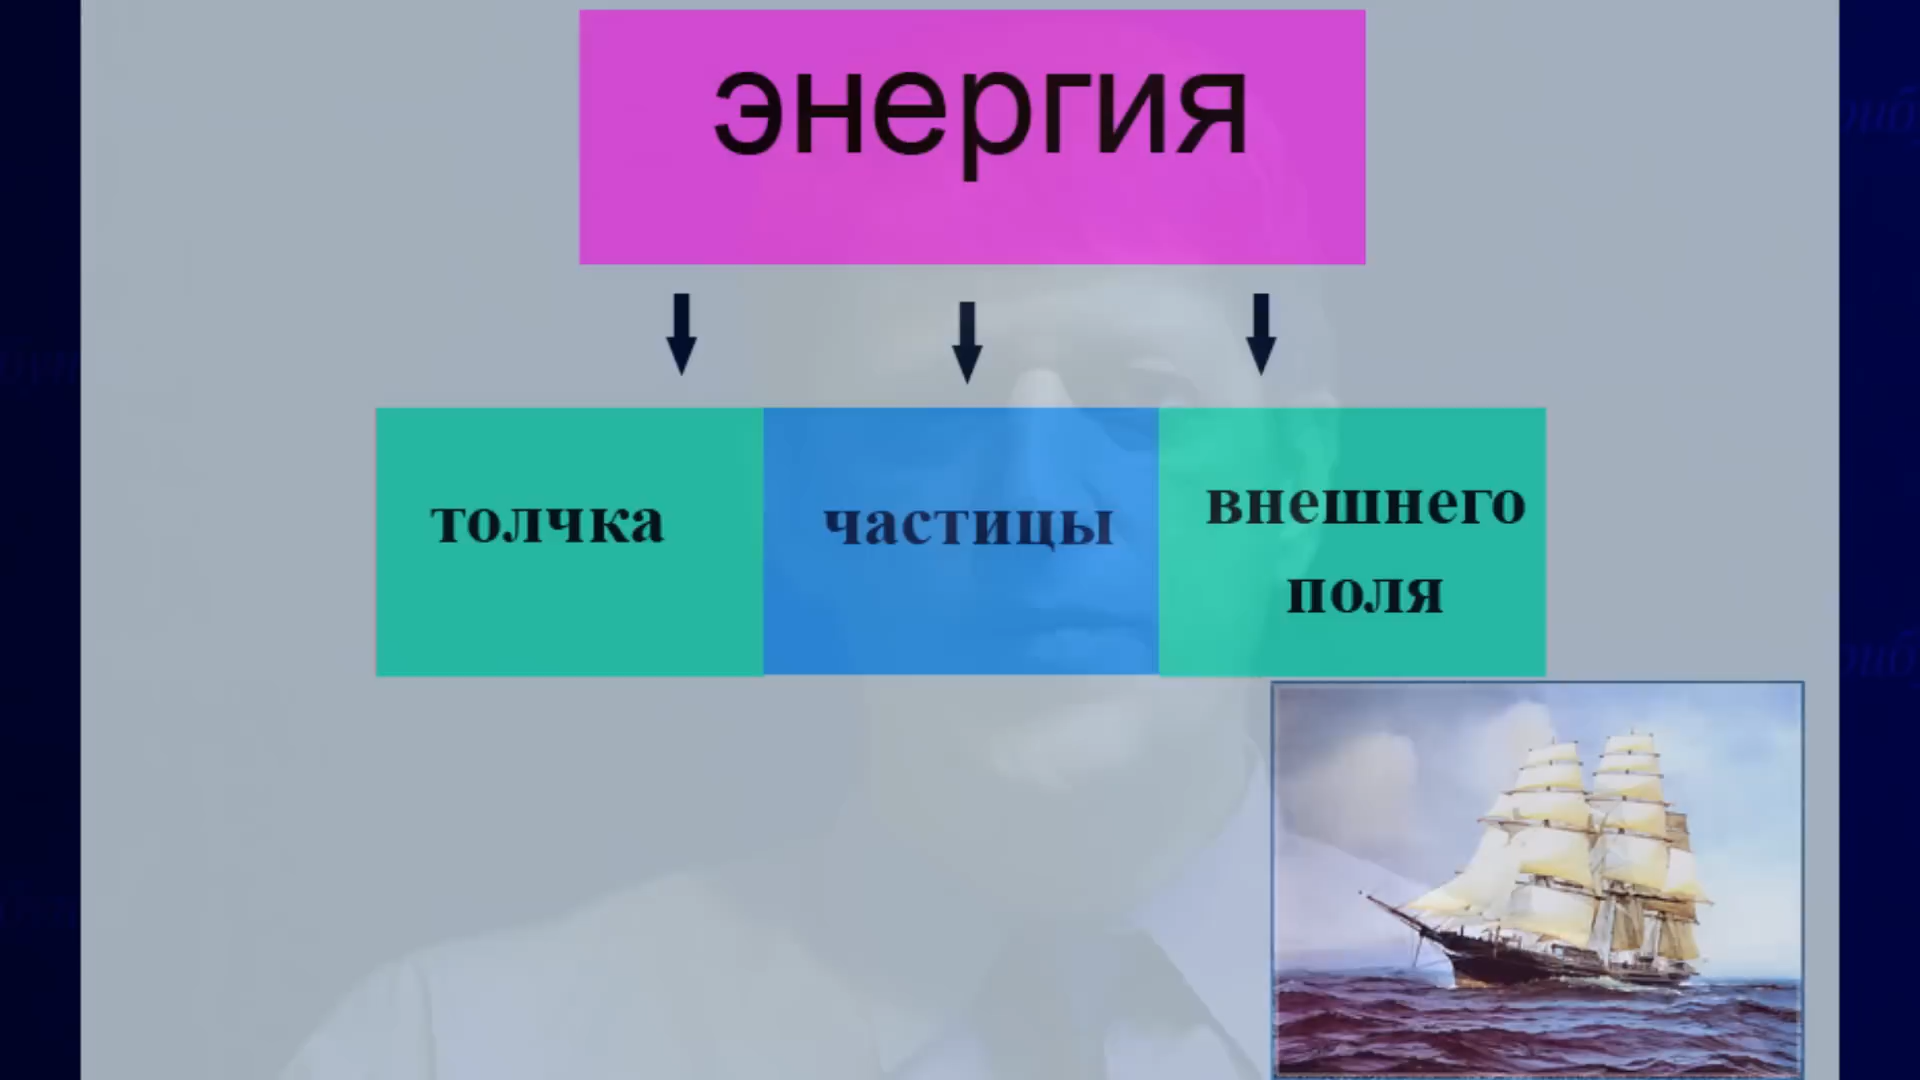 энергия
толчка
частицы
внешнего
поля